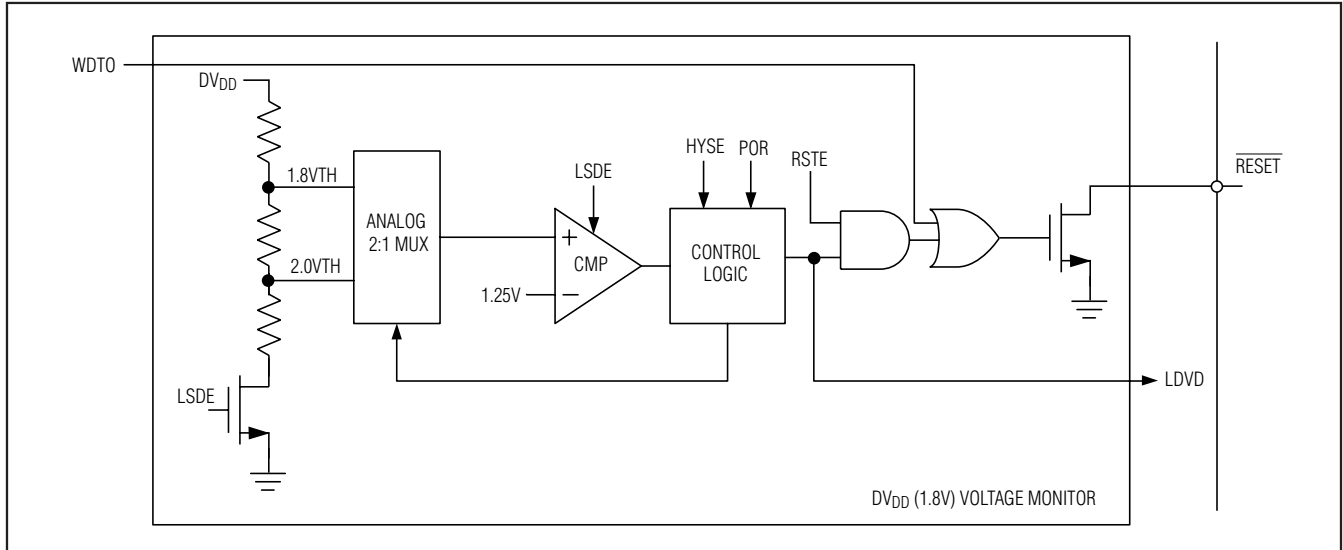 WDTO
DVDD
1.8VTH
2.0VTH
LSDE
ANALOG
2:1 MUX
LSDE
+
CMP
1.25V
−
HYSE
POR
CONTROL
LOGIC
RSTE
RESET
LDVD
DVDD (1.8V) VOLTAGE MONITOR